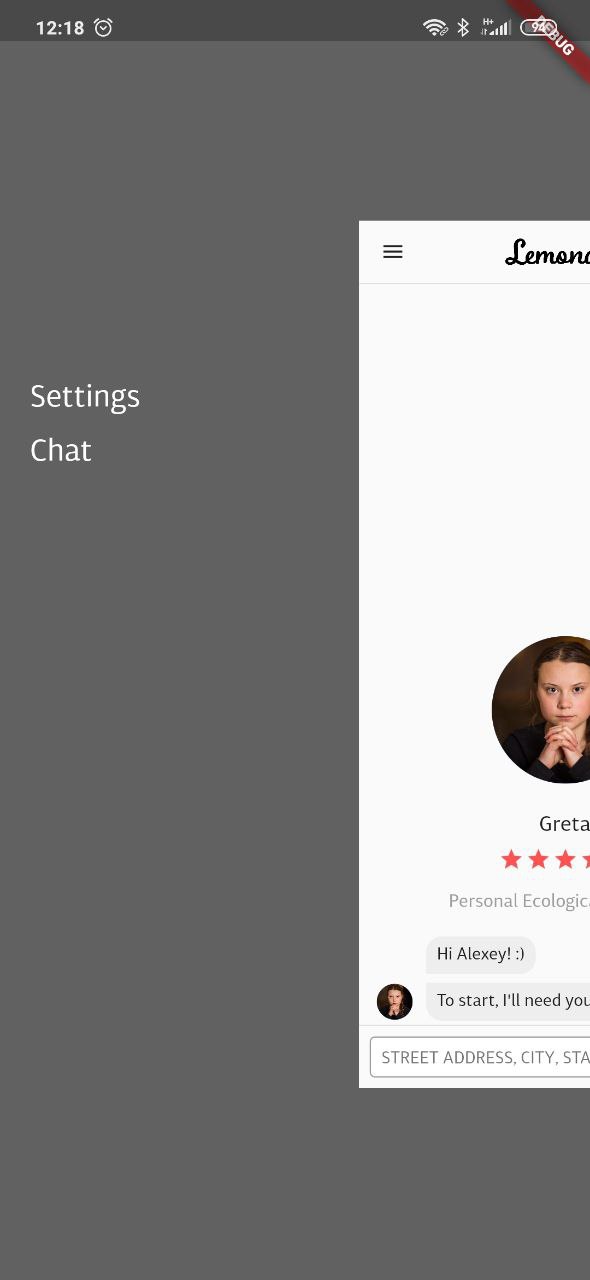 12:18
H+
94
DEBUG
Lemona
Settings
Chat
Greta
Personal Ecologica
Hi Alexey! :)
To start, I'll need you
STREET ADDRESS, CITY, STA